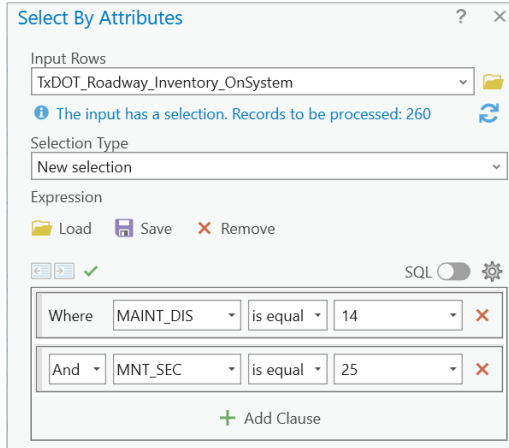 Select By Attributes ? ×
Input Rows
TxDOT_Roadway_Inventory_OnSystem
The input has a selection. Records to be processed: 260
Selection Type
New selection
Expression
Load Save Remove
SQL
Where MAINT_DIS is equal 14
And MNT_SEC is equal 25
Add Clause